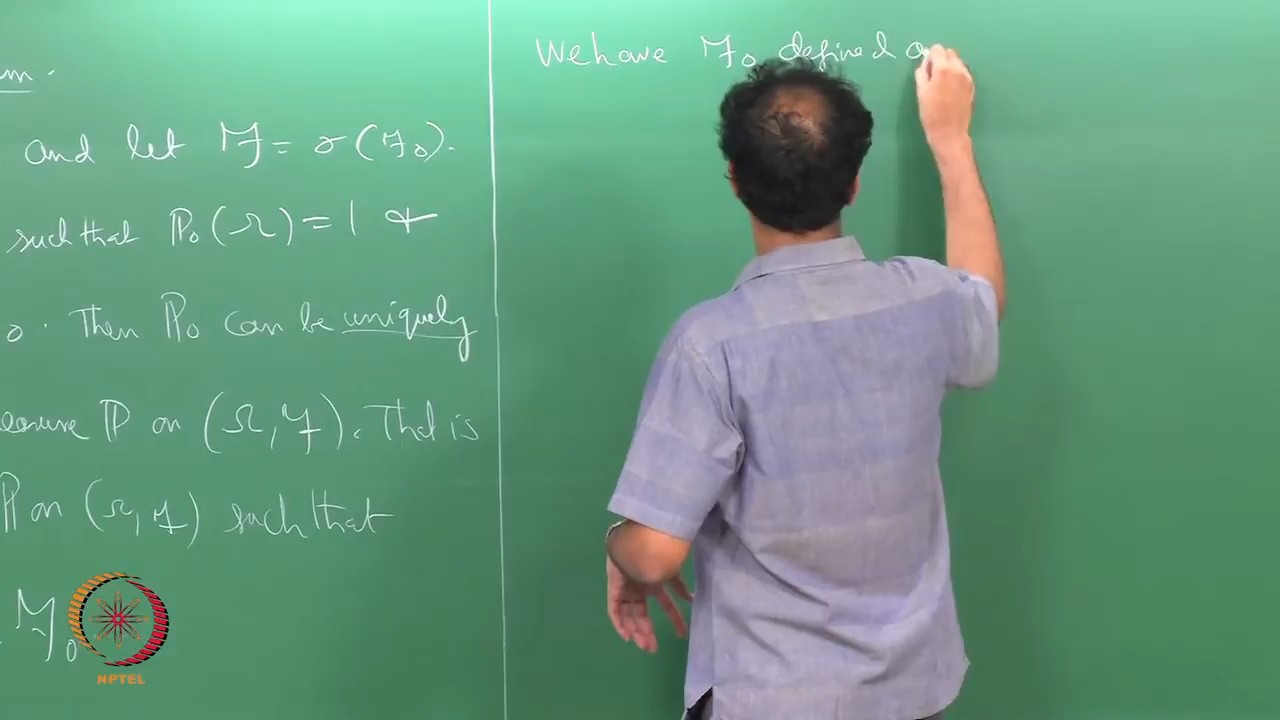 m.
and let ℱ = σ(ℱ₀).
such that ℙ₀(Ω) = 1 &
0. Then ℙ₀ can be uniquely
easure ℙ on (Ω, ℱ). That is
ℙ on (Ω, ℱ) such that
ℱ₀
We have ℱ₀ defined a
NPTEL